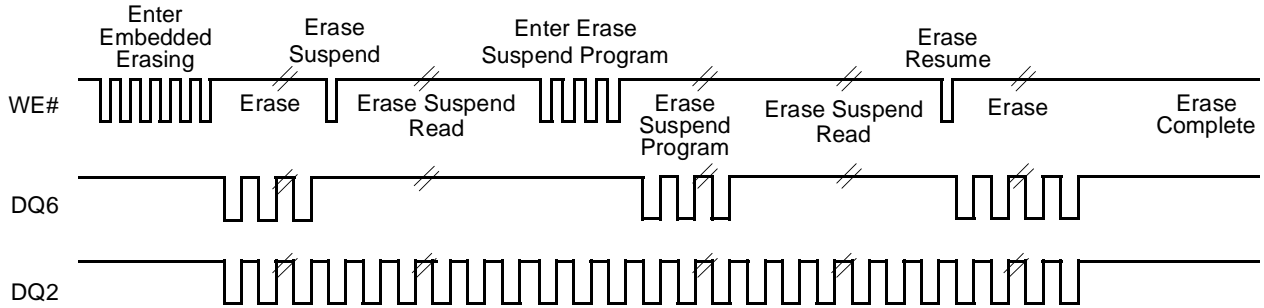 Enter
Embedded
Erasing
Erase
Suspend
Enter Erase
Suspend Program
Erase
Resume
WE#
Erase
Erase Suspend
Read
Erase
Suspend
Program
Erase Suspend
Read
Erase
Erase
Complete
DQ6
DQ2